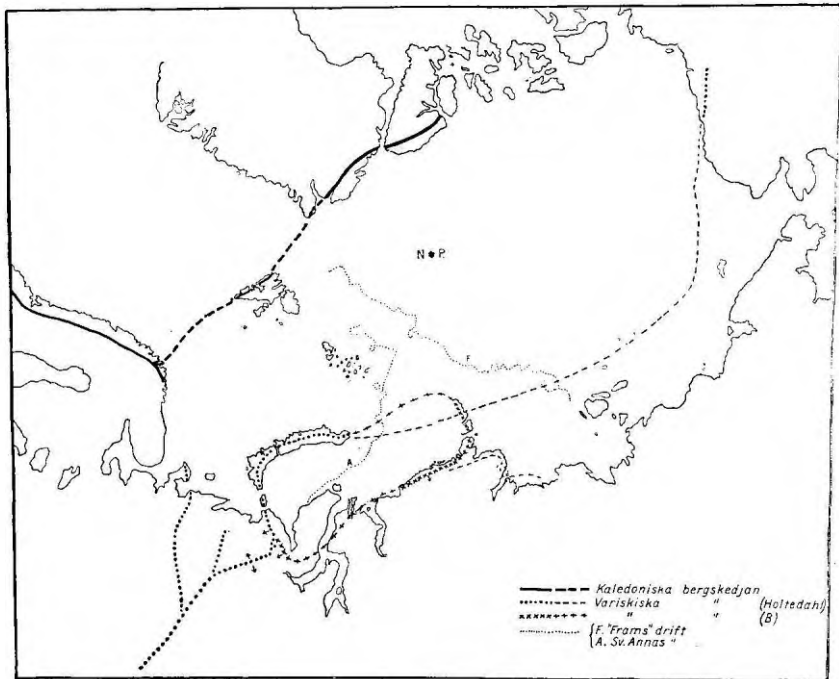 N P.
F.
A.
Kaledoniska bergskedjan
Variskiska " (Holtedahl)
" " (B)
F. "Frams" drift
A. Sv. Annas "